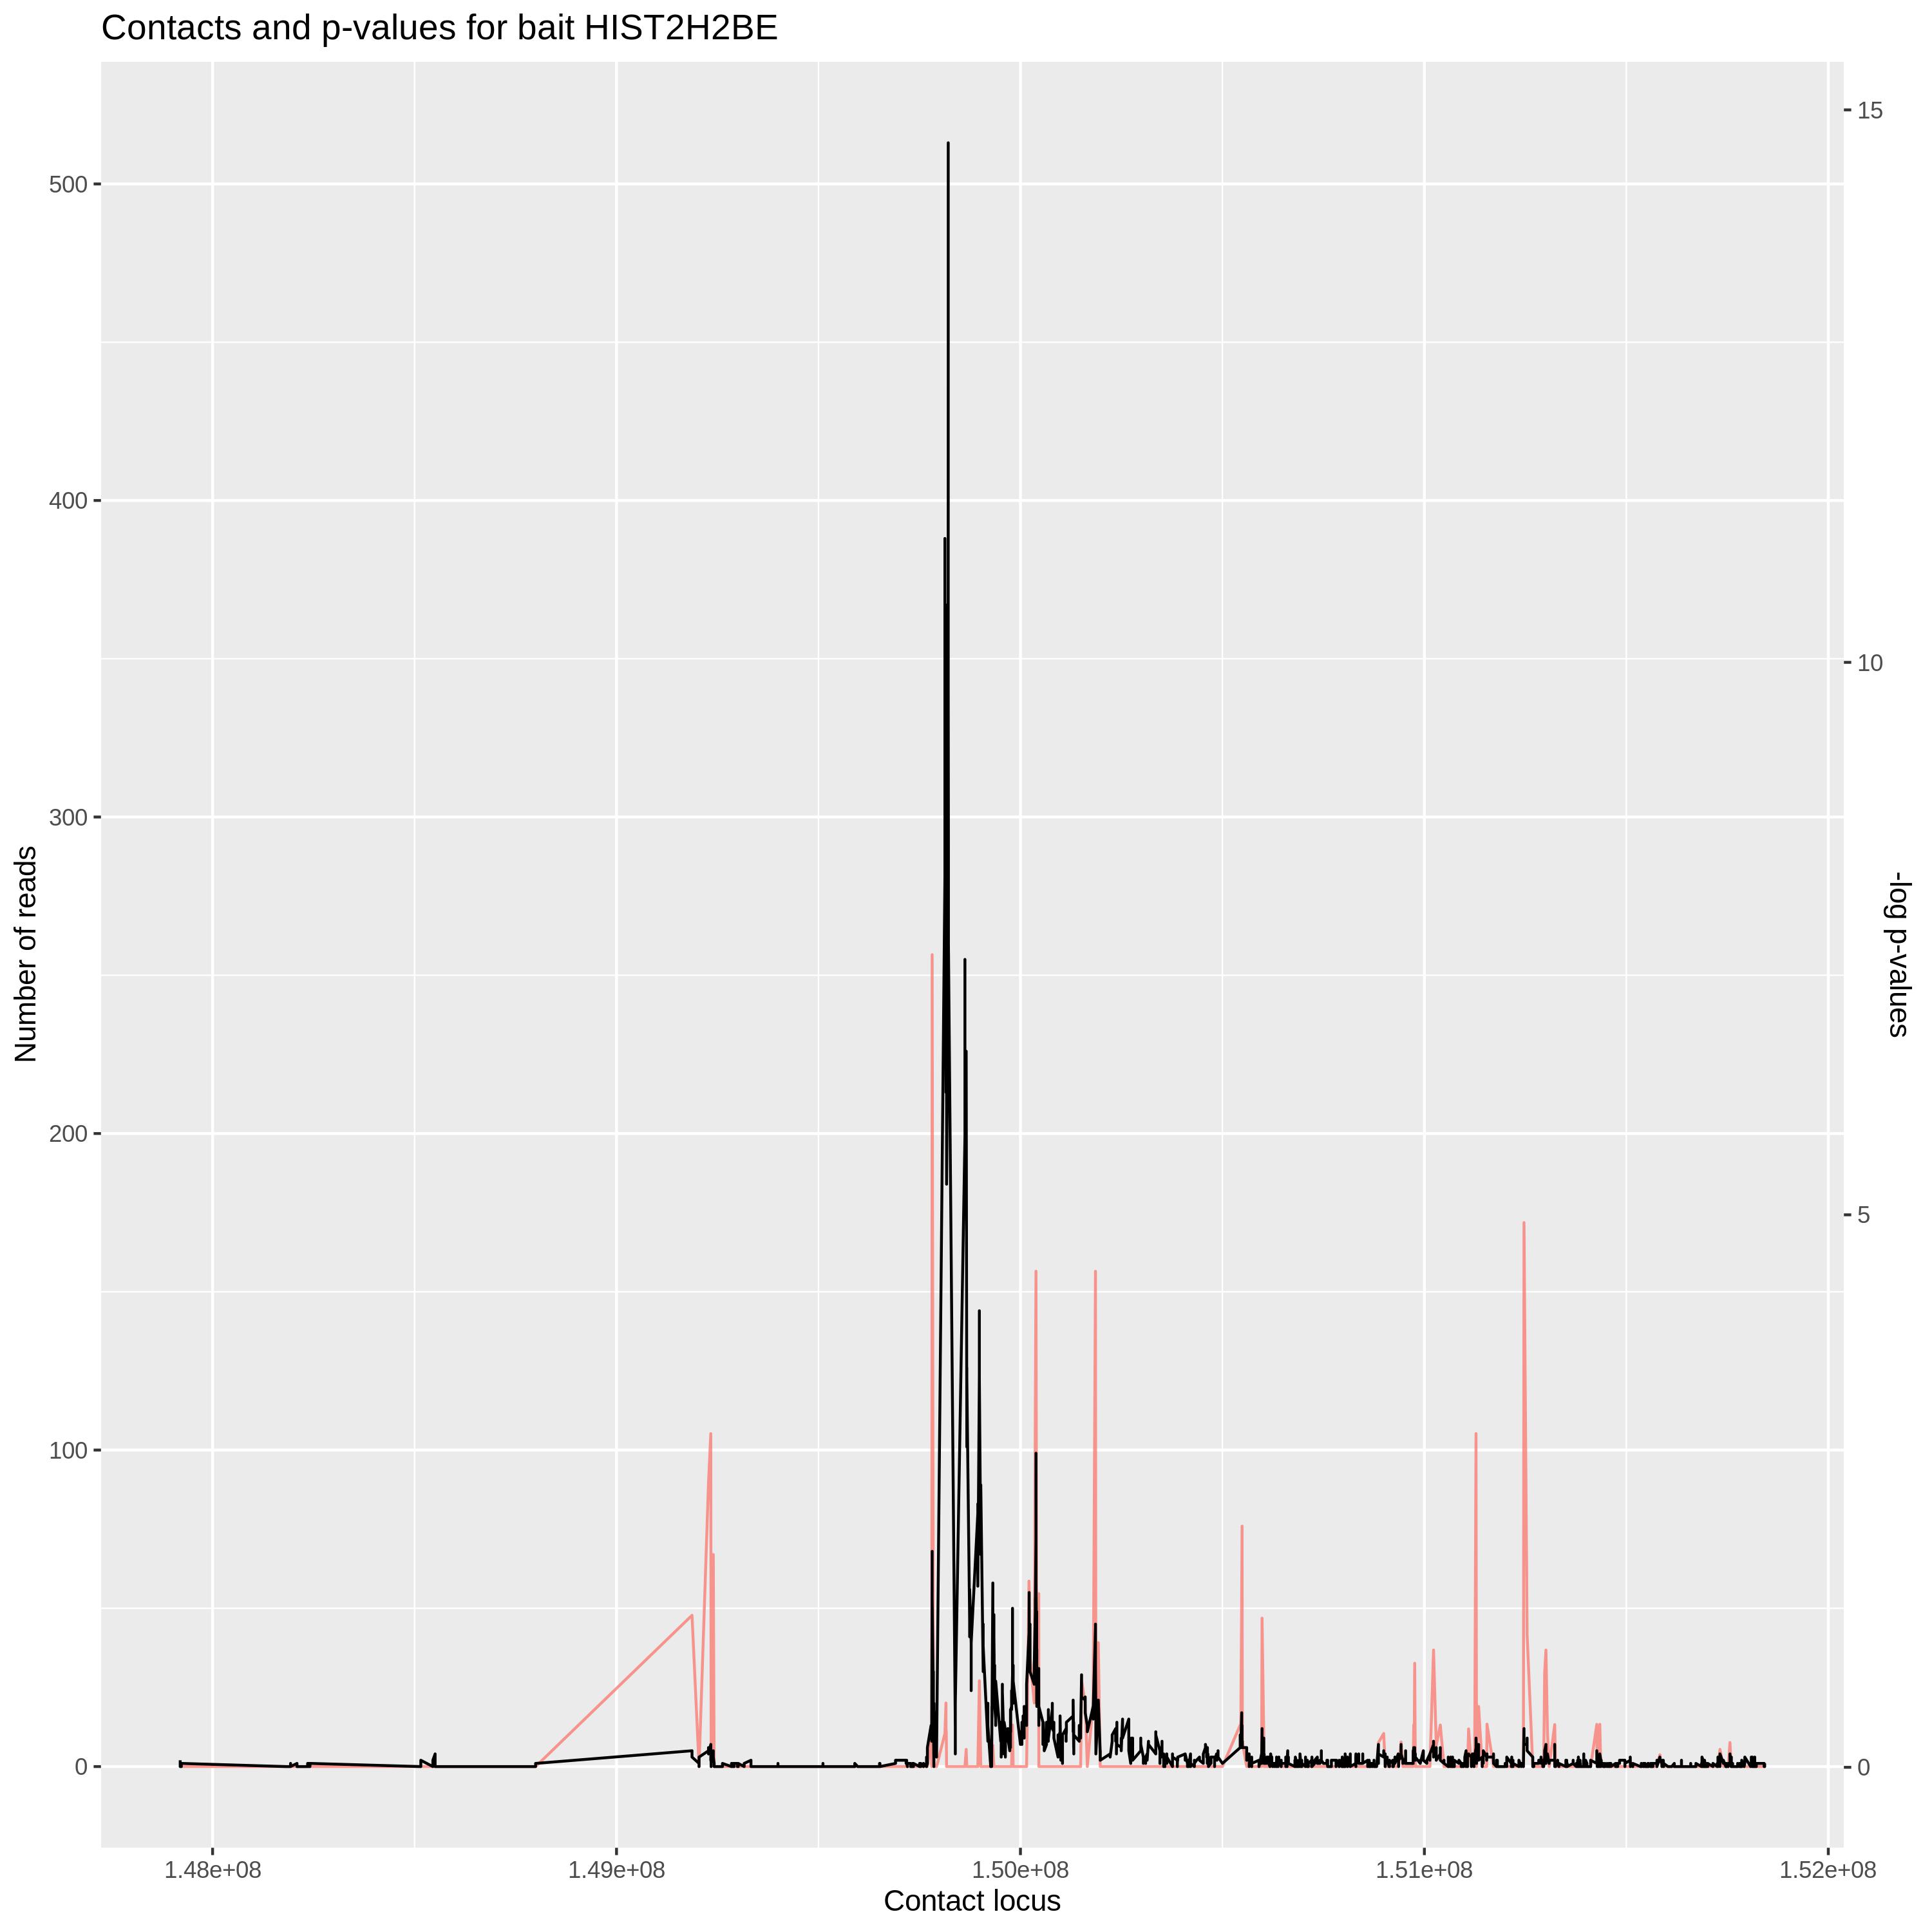 Contacts and p-values for bait HIST2H2BE
Number of reads
500
400
300
200
100
0
15
10
5
0
-log p-values
1.48e+08
1.49e+08
1.50e+08
1.51e+08
1.52e+08
Contact locus